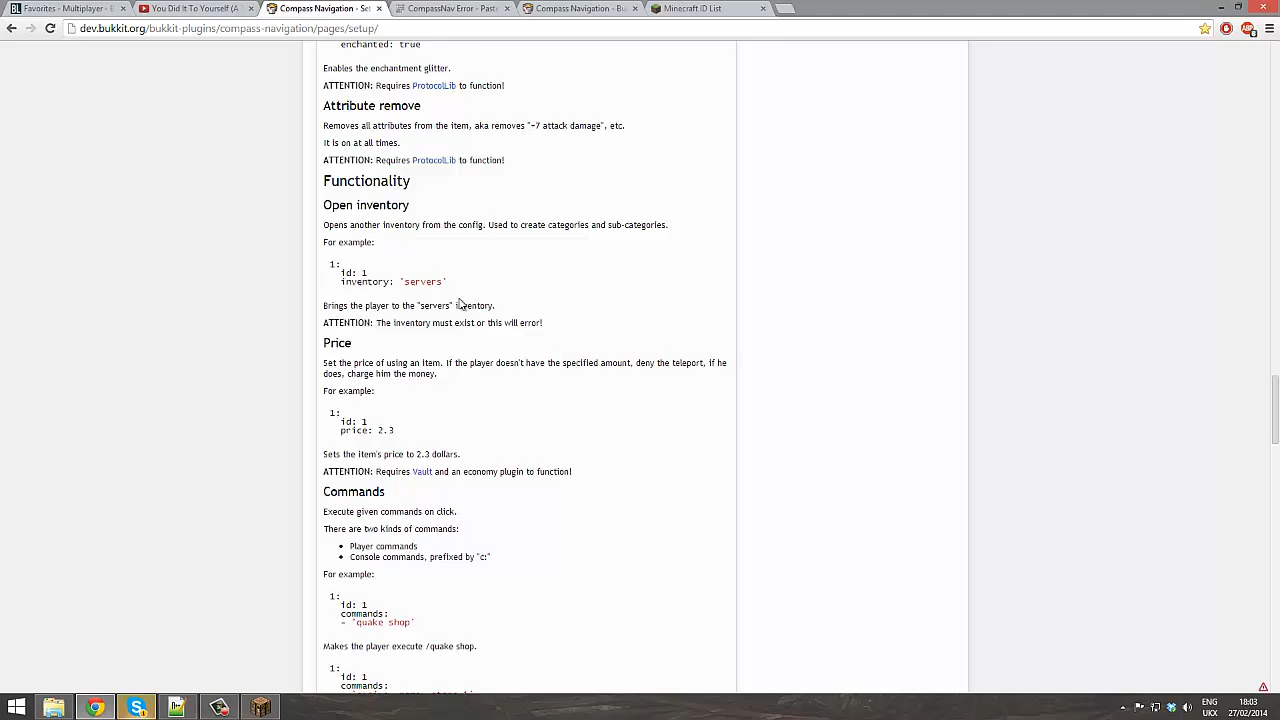 Favorites - Multiplayer - B
You Did It To Yourself (A
Compass Navigation - Set
CompassNav Error - Paste
Compass Navigation - Buk
Minecraft ID List
dev.bukkit.org/bukkit-plugins/compass-navigation/pages/setup/
enchanted: true
Enables the enchantment glitter.
ATTENTION: Requires ProtocolLib to function!
Attribute remove
Removes all attributes from the item, aka removes "+7 attack damage", etc.
It is on at all times.
ATTENTION: Requires ProtocolLib to function!
Functionality
Open inventory
Opens another inventory from the config. Used to create categories and sub-categories.
For example:
1:
id: 1
inventory: 'servers'
Brings the player to the "servers" inventory.
ATTENTION: The inventory must exist or this will error!
Price
Set the price of using an item. If the player doesn't have the specified amount, deny the teleport, if he
does, charge him the money.
For example:
1:
id: 1
price: 2.3
Sets the item's price to 2.3 dollars.
ATTENTION: Requires Vault and an economy plugin to function!
Commands
Execute given commands on click.
There are two kinds of commands:
• Player commands
• Console commands, prefixed by "c:"
For example:
1:
id: 1
commands:
- 'quake shop'
Makes the player execute /quake shop.
1:
id: 1
commands:
ENG
UKX
18:03
27/02/2014